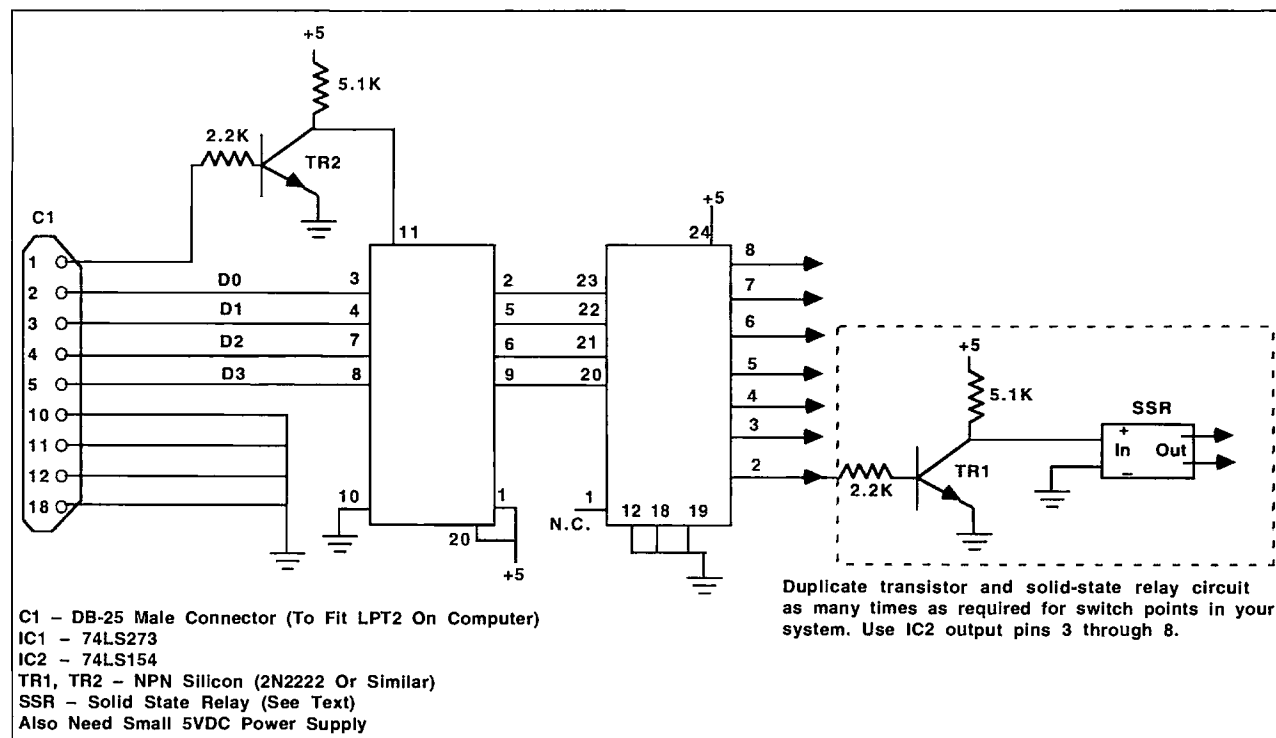 +5
5.1K
2.2K
TR2
C1
11
+5
24
1
2
3
4
5
10
11
12
18
D0
D1
D2
D3
3
4
7
8
10
2
5
6
9
1
20
+5
23
22
21
20
1
N.C.
12 18 19
8
7
6
5
4
3
2
+5
5.1K
2.2K
TR1
SSR
+
In Out
–
Duplicate transistor and solid-state relay circuit
as many times as required for switch points in your
system. Use IC2 output pins 3 through 8.
C1 – DB-25 Male Connector (To Fit LPT2 On Computer)
IC1 – 74LS273
IC2 – 74LS154
TR1, TR2 – NPN Silicon (2N2222 Or Similar)
SSR – Solid State Relay (See Text)
Also Need Small 5VDC Power Supply